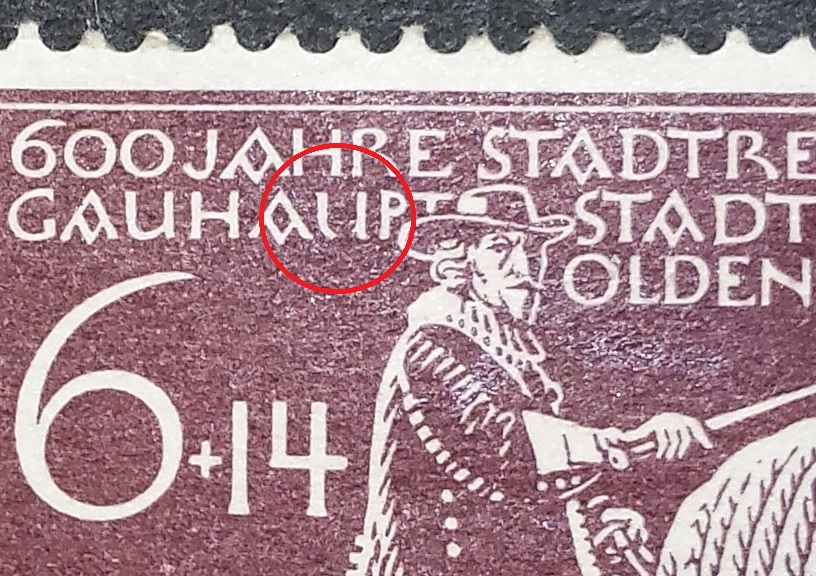 600 JAHRE STADTRE
GAUHAUPT STADT
OLDEN
6+14